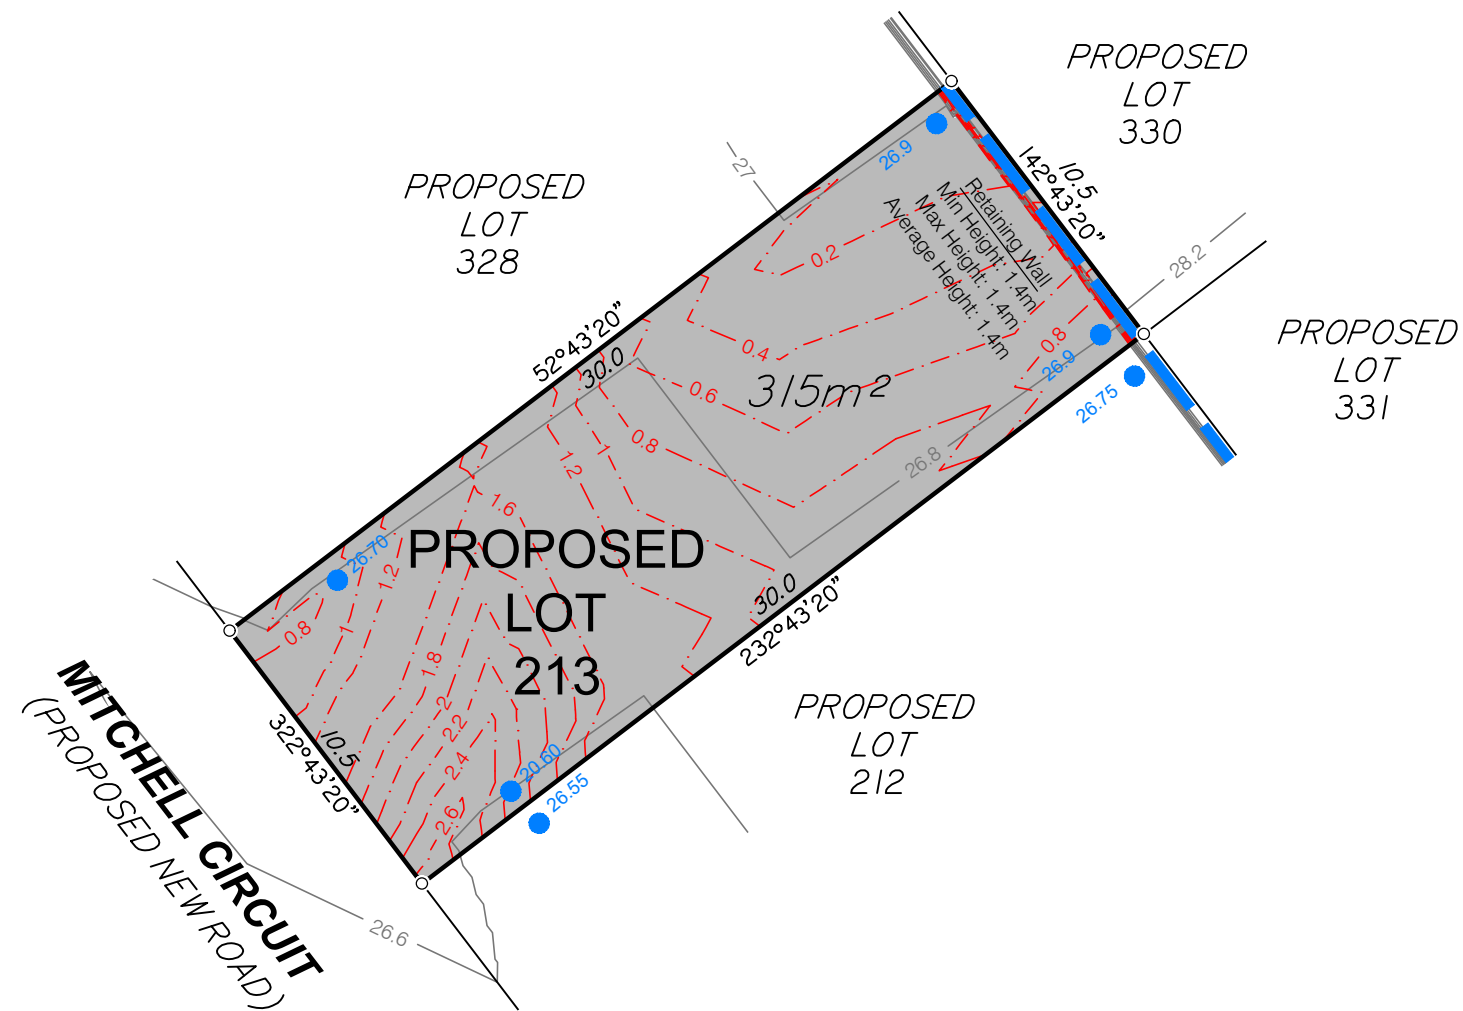 PROPOSED
LOT
330
PROPOSED
LOT
328
PROPOSED
LOT
331
PROPOSED
LOT
212
PROPOSED
LOT
213
315m²
Retaining Wall
Min Height: 1.4m
Max Height: 1.4m
Average Height: 1.4m
10.5
142°43'20"
52°43'20"
30.0
30.0
232°43'20"
10.5
322°43'20"
MITCHELL CIRCUIT
(PROPOSED NEW ROAD)
27
28.2
26.8
26.6
26.9
26.9
26.75
26.70
20.60
26.55
0.2
0.4
0.6
0.8
0.8
1
1.2
1.6
1.2
1
0.8
1.8
2
2.2
2.4
2.6